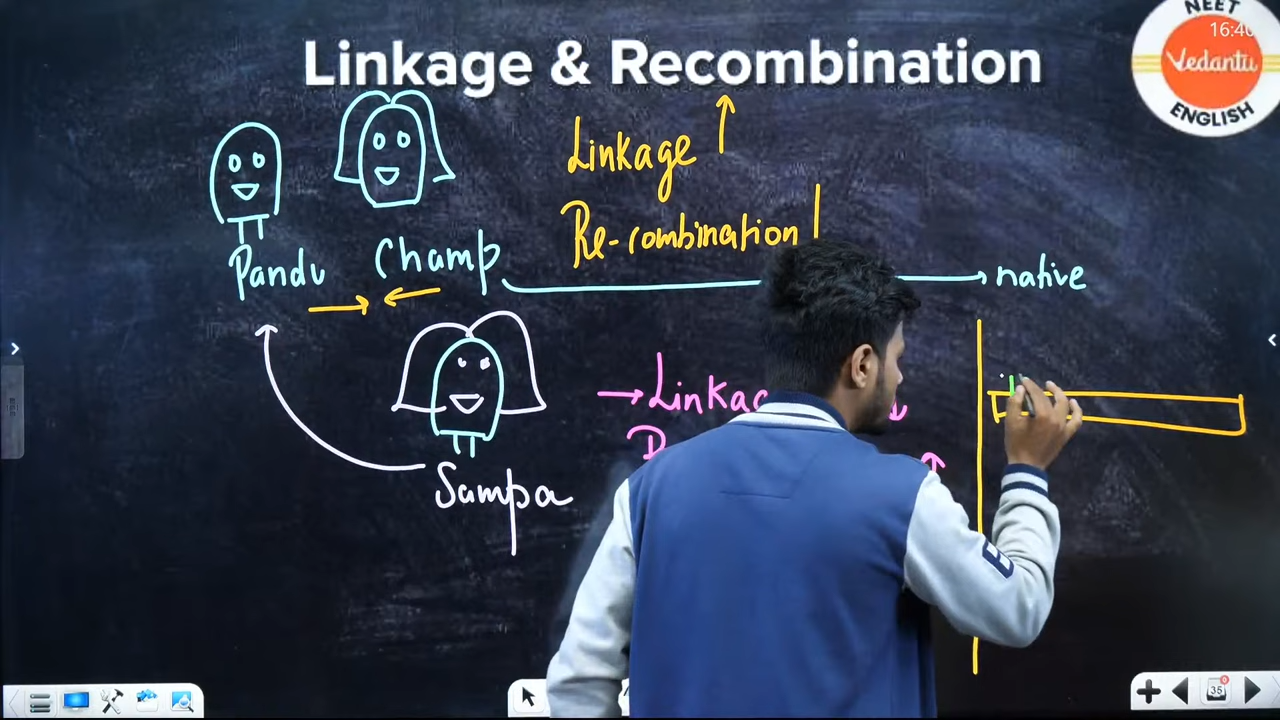 NEET
16:40
Vedantu
ENGLISH
Linkage & Recombination
Linkage ↑
Re-combination
Pandu
Champ
native
Sampa
35